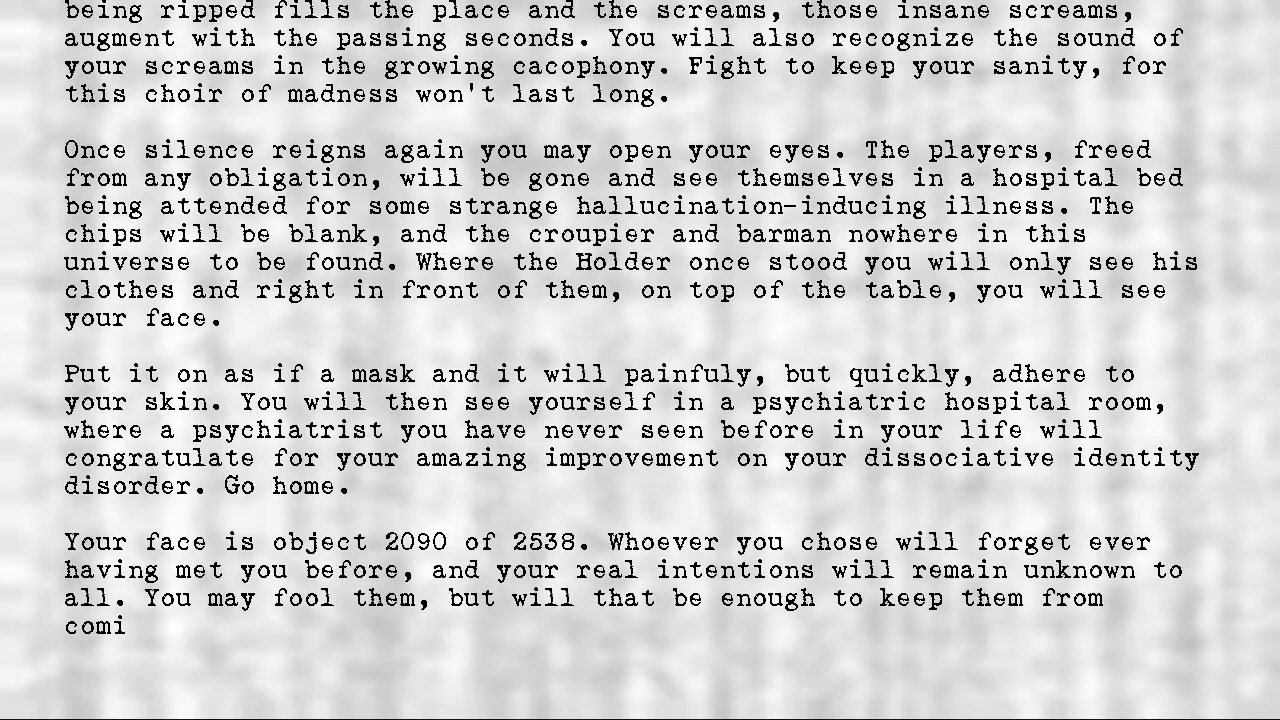 being ripped fills the place and the screams, those insane screams,
augment with the passing seconds. You will also recognize the sound of
your screams in the growing cacophony. Fight to keep your sanity, for
this choir of madness won't last long.
Once silence reigns again you may open your eyes. The players, freed
from any obligation, will be gone and see themselves in a hospital bed
being attended for some strange hallucination-inducing illness. The
chips will be blank, and the croupier and barman nowhere in this
universe to be found. Where the Holder once stood you will only see his
clothes and right in front of them, on top of the table, you will see
your face.
Put it on as if a mask and it will painfuly, but quickly, adhere to
your skin. You will then see yourself in a psychiatric hospital room,
where a psychiatrist you have never seen before in your life will
congratulate for your amazing improvement on your dissociative identity
disorder. Go home.
Your face is object 2090 of 2538. Whoever you chose will forget ever
having met you before, and your real intentions will remain unknown to
all. You may fool them, but will that be enough to keep them from
comi